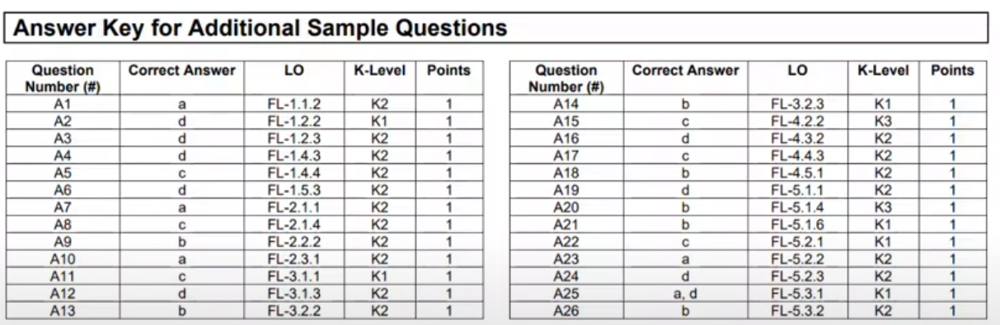 Answer Key for Additional Sample Questions
Question Number (#) Correct Answer LO K-Level Points
A1 a FL-1.1.2 K2 1
A2 d FL-1.2.2 K1 1
A3 d FL-1.2.3 K2 1
A4 d FL-1.4.3 K2 1
A5 c FL-1.4.4 K2 1
A6 d FL-1.5.3 K2 1
A7 a FL-2.1.1 K2 1
A8 c FL-2.1.4 K2 1
A9 b FL-2.2.2 K2 1
A10 a FL-2.3.1 K2 1
A11 c FL-3.1.1 K1 1
A12 d FL-3.1.3 K2 1
A13 b FL-3.2.2 K2 1
Question Number (#) Correct Answer LO K-Level Points
A14 b FL-3.2.3 K1 1
A15 c FL-4.2.2 K3 1
A16 d FL-4.3.2 K2 1
A17 c FL-4.4.3 K2 1
A18 b FL-4.5.1 K2 1
A19 d FL-5.1.1 K2 1
A20 b FL-5.1.4 K3 1
A21 b FL-5.1.6 K1 1
A22 c FL-5.2.1 K1 1
A23 a FL-5.2.2 K2 1
A24 d FL-5.2.3 K2 1
A25 a, d FL-5.3.1 K1 1
A26 b FL-5.3.2 K2 1